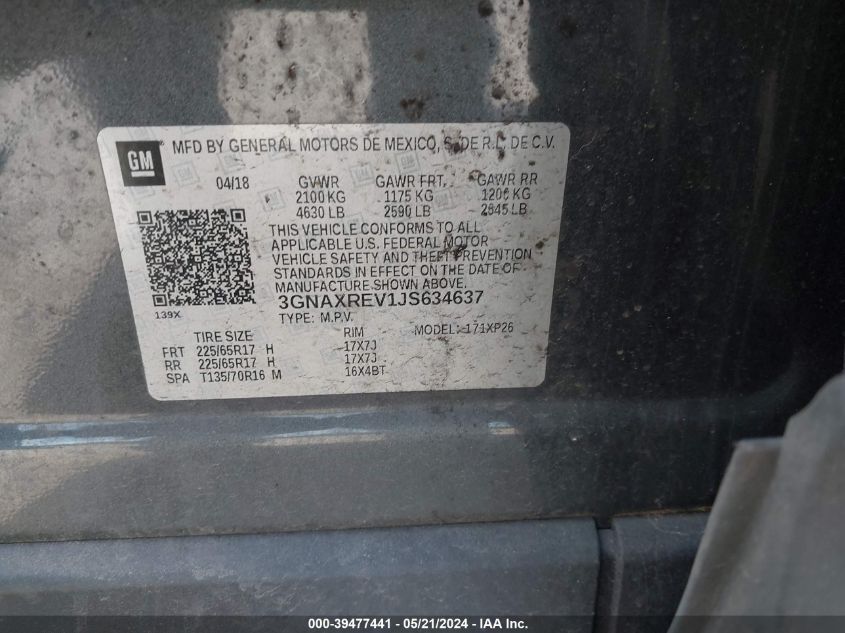 GM
MFD BY GENERAL MOTORS DE MEXICO, S. DE R.L. DE C.V.
04/18 GVWR GAWR FRT. GAWR RR
2100 KG 1175 KG 1200 KG
4630 LB 2590 LB 2645 LB
THIS VEHICLE CONFORMS TO ALL
APPLICABLE U.S. FEDERAL MOTOR
VEHICLE SAFETY AND THEFT PREVENTION
STANDARDS IN EFFECT ON THE DATE OF
MANUFACTURE SHOWN ABOVE.
139X
3GNAXREV1JS634637
TYPE: M.P.V. MODEL: 171XP26
TIRE SIZE RIM
FRT 225/65R17 H 17X7J
RR 225/65R17 H 17X7J
SPA T135/70R16 M 16X4BT
000-39477441 - 05/21/2024 - IAA Inc.